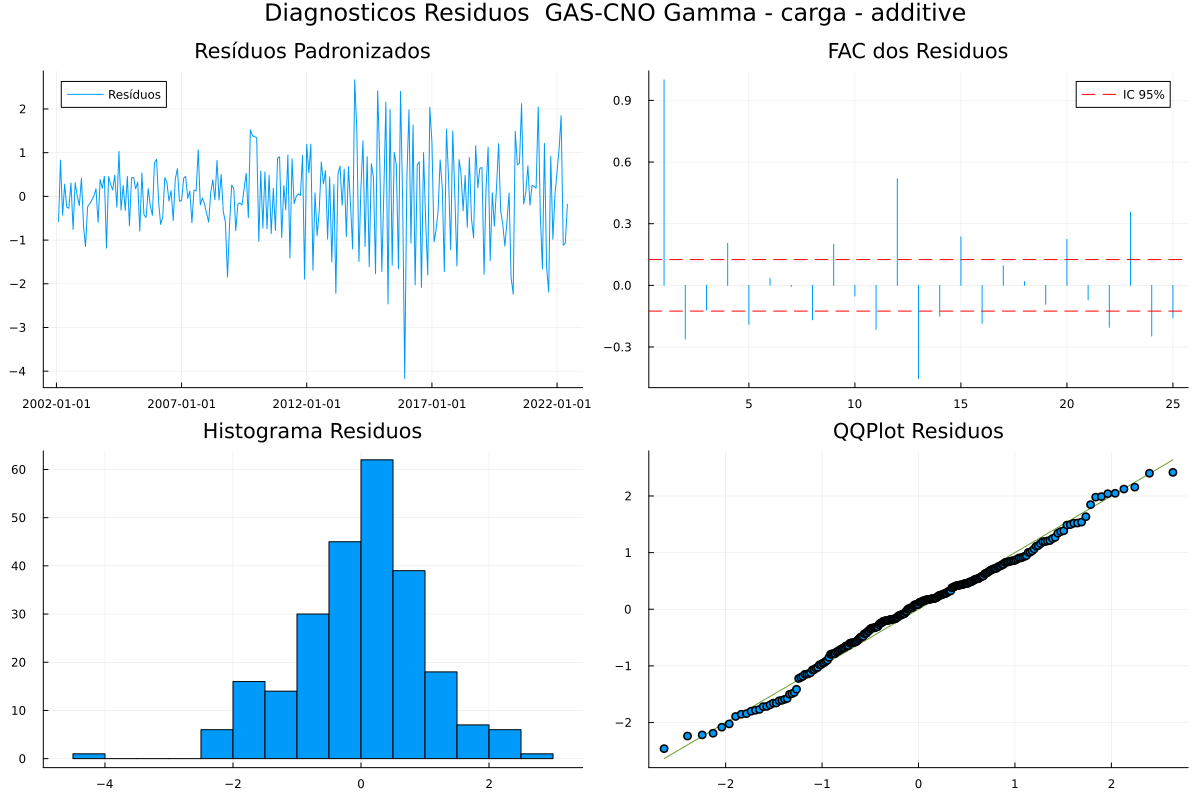 Diagnosticos Residuos  GAS-CNO Gamma - carga - additive
Resíduos Padronizados
Resíduos
2
1
0
−1
−2
−3
−4
2002-01-01 2007-01-01 2012-01-01 2017-01-01 2022-01-01
FAC dos Residuos
IC 95%
0.9
0.6
0.3
0.0
−0.3
5 10 15 20 25
Histograma Residuos
60
50
40
30
20
10
0
−4 −2 0 2
QQPlot Residuos
2
1
0
−1
−2
−2 −1 0 1 2